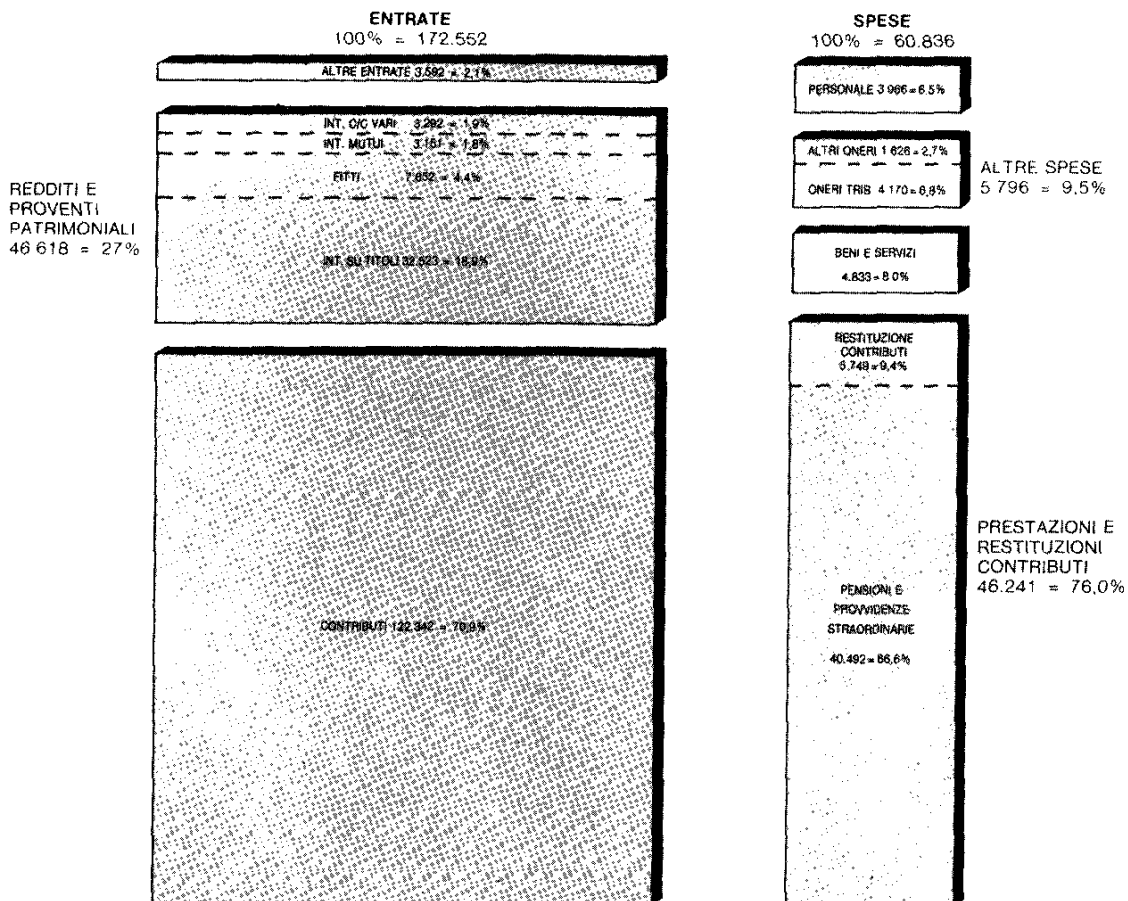 ENTRATE
100% = 172.552
ALTRE ENTRATE 3.592 = 2,1%
INT. C/C VARI 3.292 = 1,9%
INT. MUTUI 3.151 = 1,8%
FITTI 7.652 = 4,4%
INT. SU TITOLI 32.523 = 18,9%
REDDITI E
PROVENTI
PATRIMONIALI
46 618 = 27%
CONTRIBUTI 122.342 = 70,9%
SPESE
100% = 60.836
PERSONALE 3 966 = 6,5%
ALTRI ONERI 1 626 = 2,7%
ONERI TRIB 4 170 = 6,8%
ALTRE SPESE
5 796 = 9,5%
BENI E SERVIZI
4.833 = 8 0%
RESTITUZIONE
CONTRIBUTI
5.749 = 9,4%
PENSIONI E
PROVVIDENZE
STRAORDINARIE
40.492 = 66,6%
PRESTAZIONI E
RESTITUZIONI
CONTRIBUTI
46.241 = 76,0%